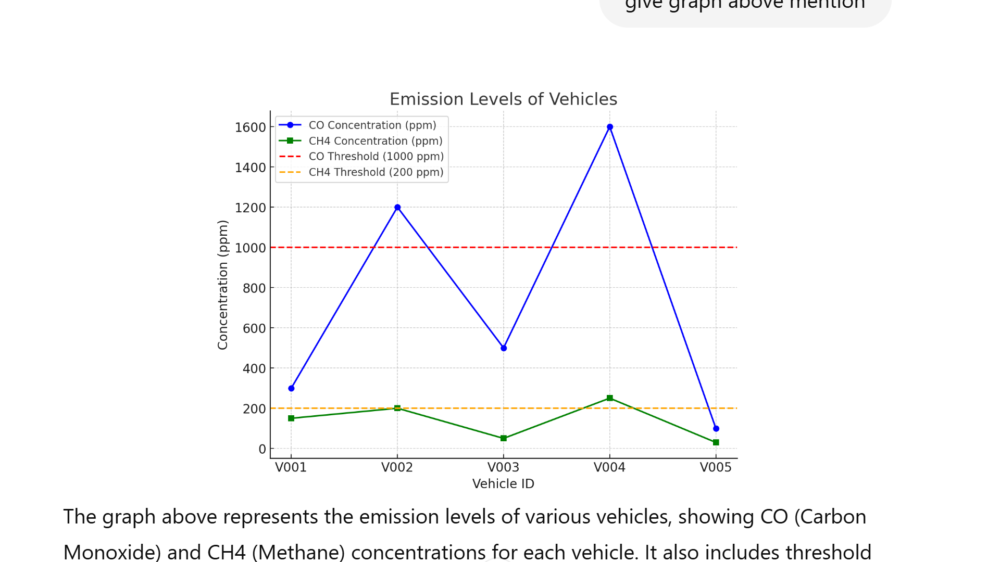 give graph above mention
Emission Levels of Vehicles
CO Concentration (ppm)
CH4 Concentration (ppm)
CO Threshold (1000 ppm)
CH4 Threshold (200 ppm)
1600
1400
1200
1000
800
600
400
200
0
Concentration (ppm)
V001 V002 V003 V004 V005
Vehicle ID
The graph above represents the emission levels of various vehicles, showing CO (Carbon
Monoxide) and CH4 (Methane) concentrations for each vehicle. It also includes threshold